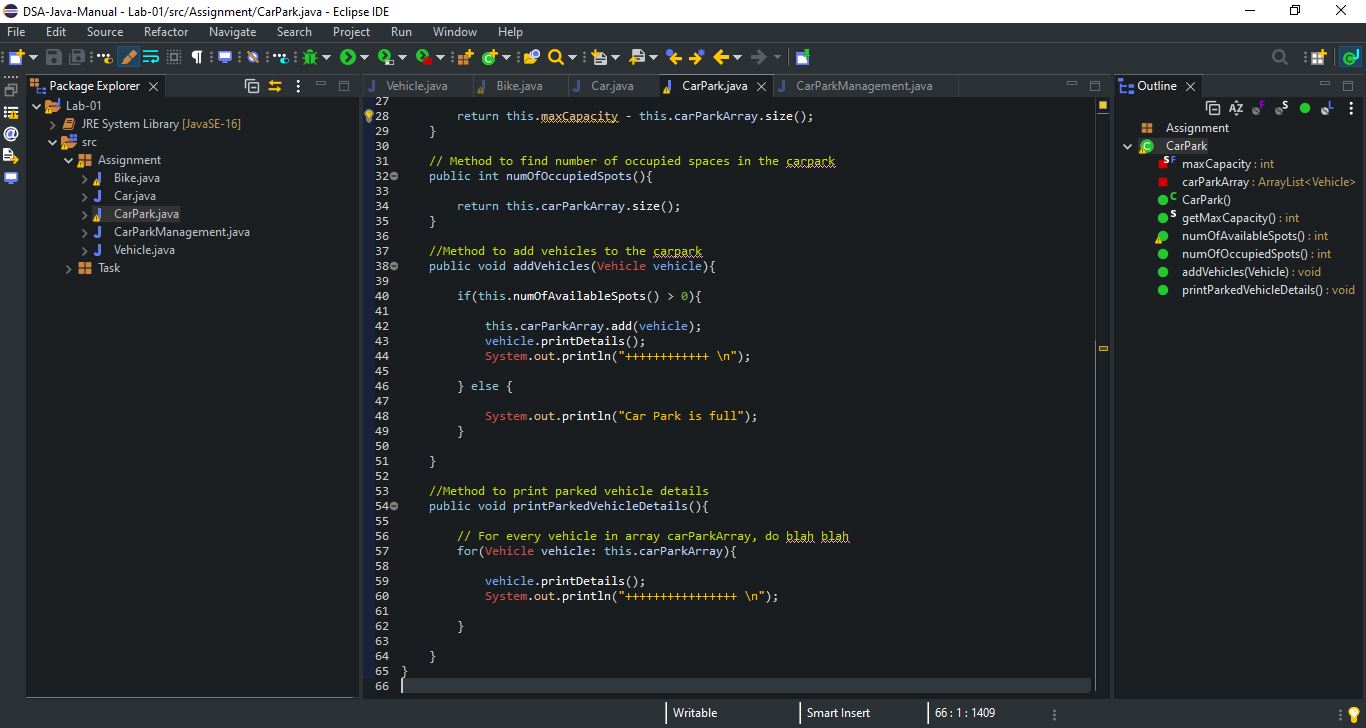 DSA-Java-Manual - Lab-01/src/Assignment/CarPark.java - Eclipse IDE
File Edit Source Refactor Navigate Search Project Run Window Help
Package Explorer
Lab-01
JRE System Library [JavaSE-16]
src
Assignment
Bike.java
Car.java
CarPark.java
CarParkManagement.java
Vehicle.java
Task
Vehicle.java Bike.java Car.java CarPark.java CarParkManagement.java
27
28 return this.maxCapacity - this.carParkArray.size();
29 }
30
31 // Method to find number of occupied spaces in the carpark
32 public int numOfOccupiedSpots(){
33
34 return this.carParkArray.size();
35 }
36
37 //Method to add vehicles to the carpark
38 public void addVehicles(Vehicle vehicle){
39
40 if(this.numOfAvailableSpots() > 0){
41
42 this.carParkArray.add(vehicle);
43 vehicle.printDetails();
44 System.out.println("++++++++++++ \n");
45
46 } else {
47
48 System.out.println("Car Park is full");
49 }
50
51 }
52
53 //Method to print parked vehicle details
54 public void printParkedVehicleDetails(){
55
56 // For every vehicle in array carParkArray, do blah blah
57 for(Vehicle vehicle: this.carParkArray){
58
59 vehicle.printDetails();
60 System.out.println("++++++++++++++++ \n");
61
62 }
63
64 }
65 }
66
Outline
Assignment
CarPark
maxCapacity : int
carParkArray : ArrayList<Vehicle>
CarPark()
getMaxCapacity() : int
numOfAvailableSpots() : int
numOfOccupiedSpots() : int
addVehicles(Vehicle) : void
printParkedVehicleDetails() : void
Writable Smart Insert 66 : 1 : 1409